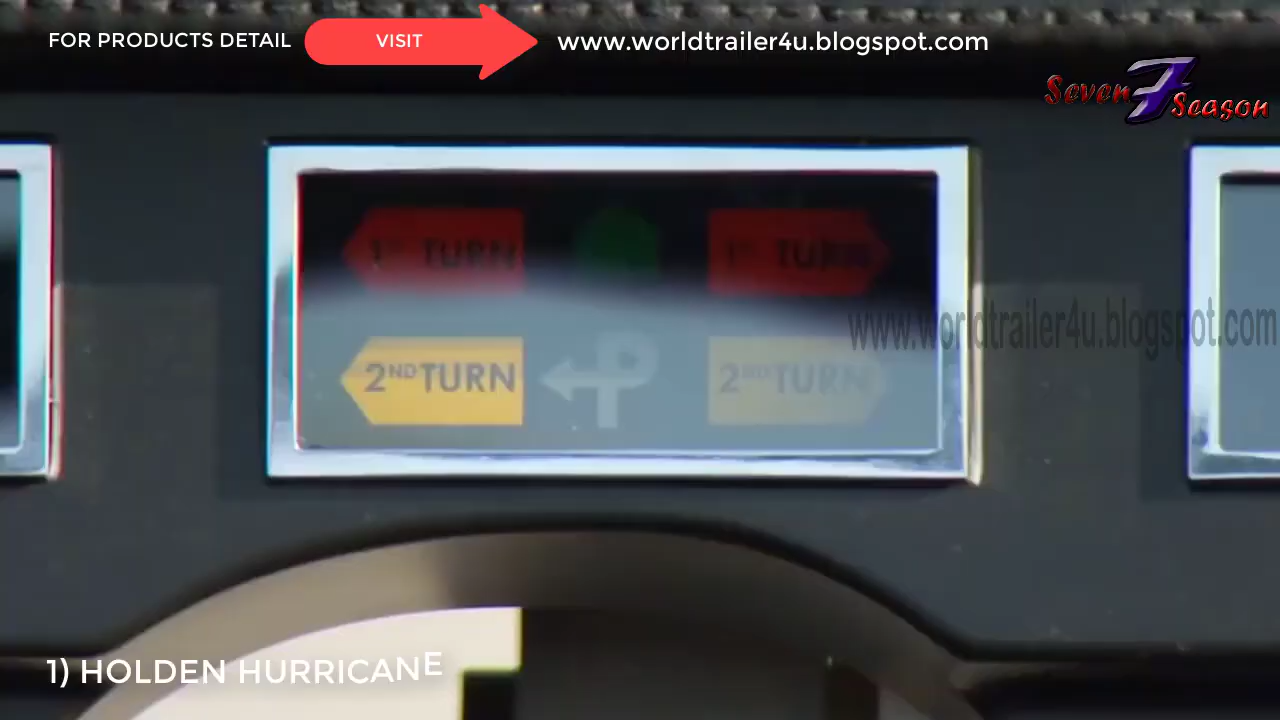 FOR PRODUCTS DETAIL VISIT www.worldtrailer4u.blogspot.com
Seven 7 Season
1ST TURN 1ST TURN
www.worldtrailer4u.blogspot.com
2ND TURN P 2ND TURN
1) HOLDEN HURRICANE